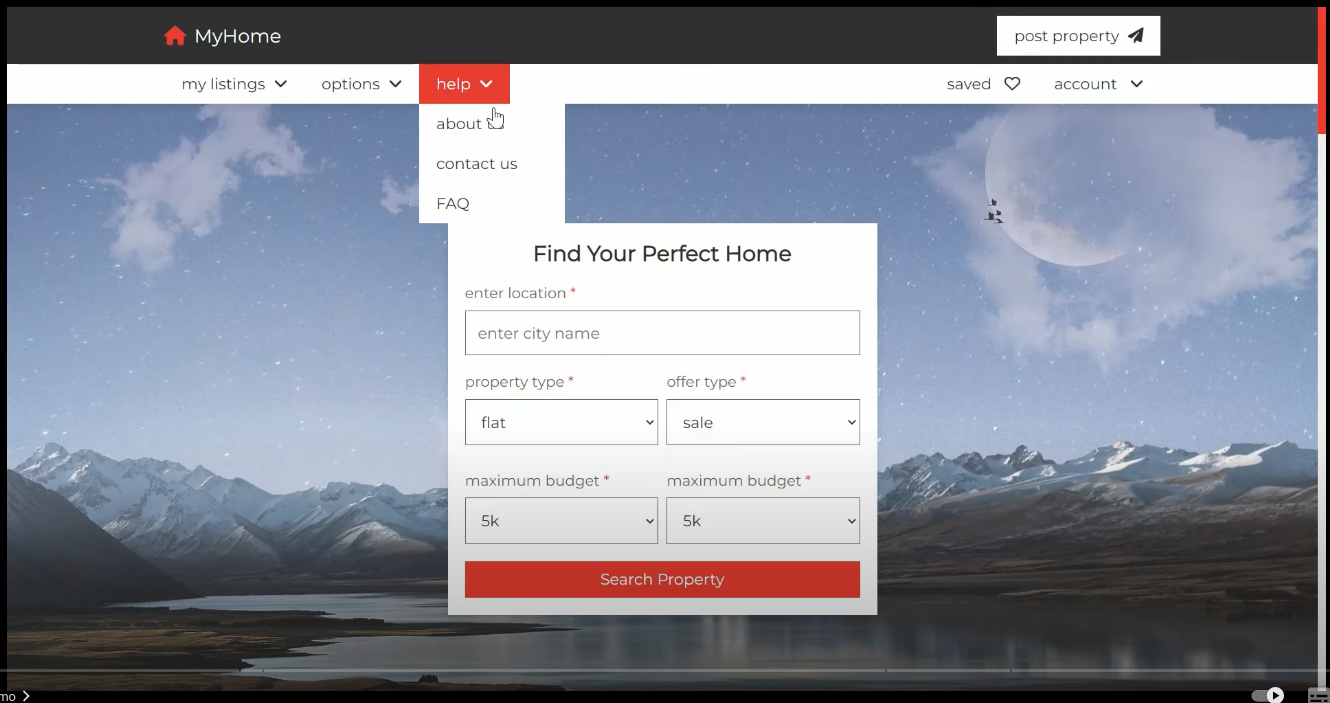 MyHome
post property
my listings
options
help
saved
account
about
contact us
FAQ
Find Your Perfect Home
enter location *
enter city name
property type *
offer type *
flat
sale
maximum budget *
maximum budget *
5k
5k
Search Property
mo